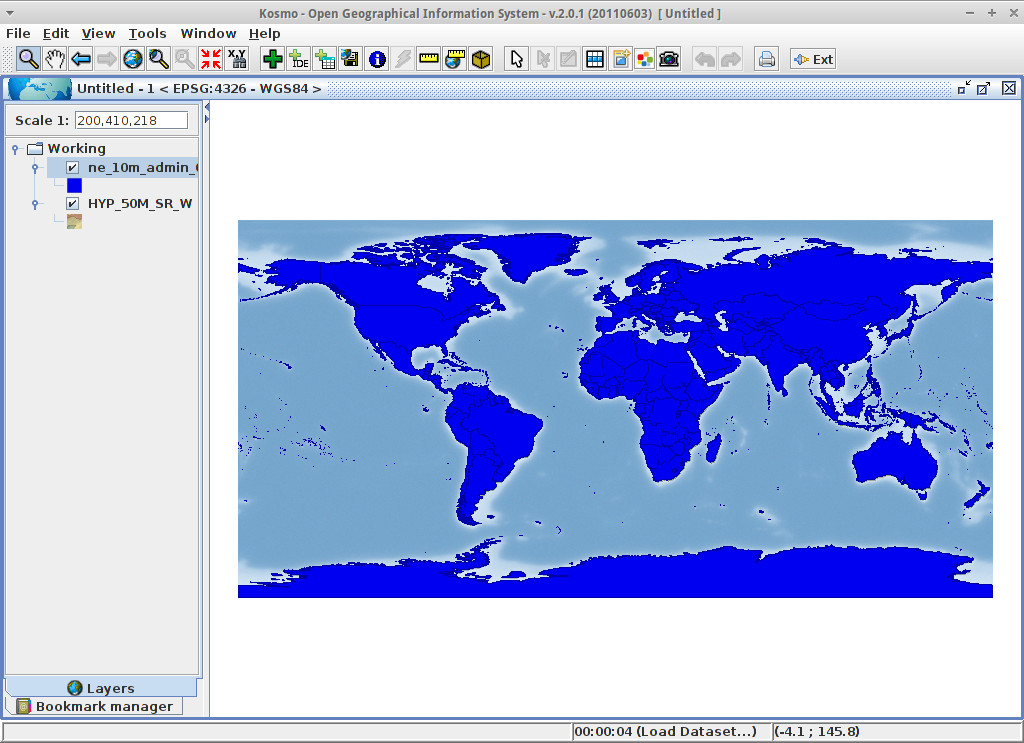 Kosmo - Open Geographical Information System - v.2.0.1 (20110603) [ Untitled ]
File Edit View Tools Window Help
X,Y
IDE
Ext
Untitled - 1 < EPSG:4326 - WGS84 >
Scale 1: 200,410,218
Working
ne_10m_admin_
HYP_50M_SR_W
Layers
Bookmark manager
00:00:04 (Load Dataset...) (-4.1 ; 145.8)